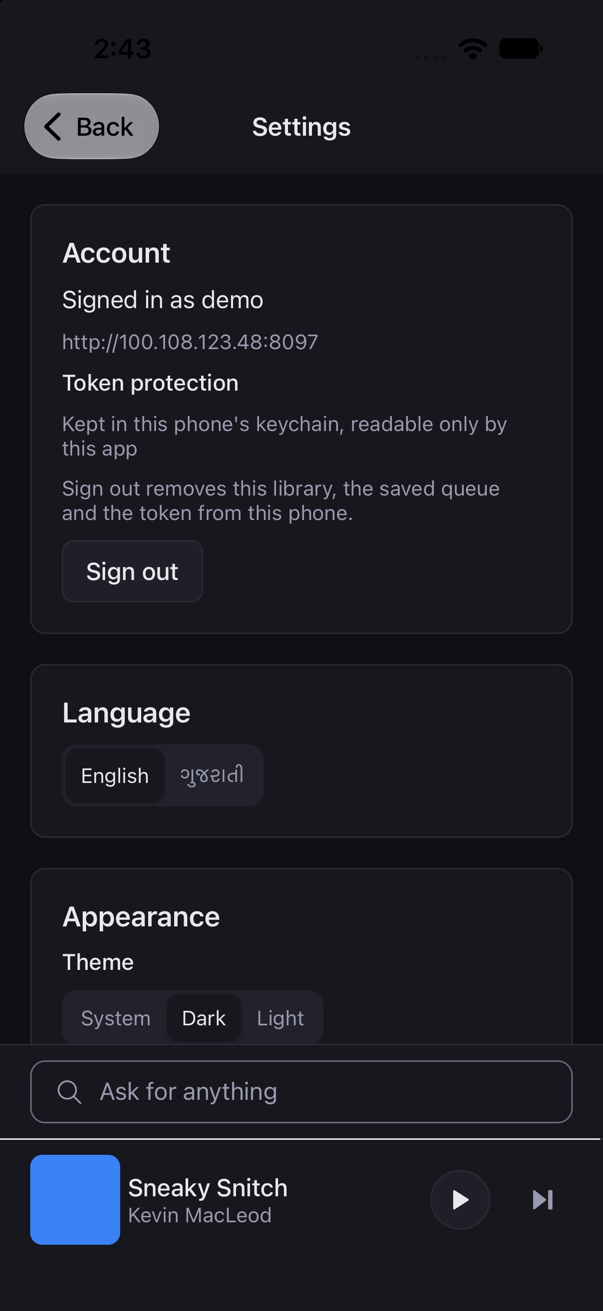 2:43
Back
Settings
Account
Signed in as demo
http://100.108.123.48:8097
Token protection
Kept in this phone's keychain, readable only by
this app
Sign out removes this library, the saved queue
and the token from this phone.
Sign out
Language
English ગુજરાતી
Appearance
Theme
System Dark Light
Ask for anything
Sneaky Snitch
Kevin MacLeod